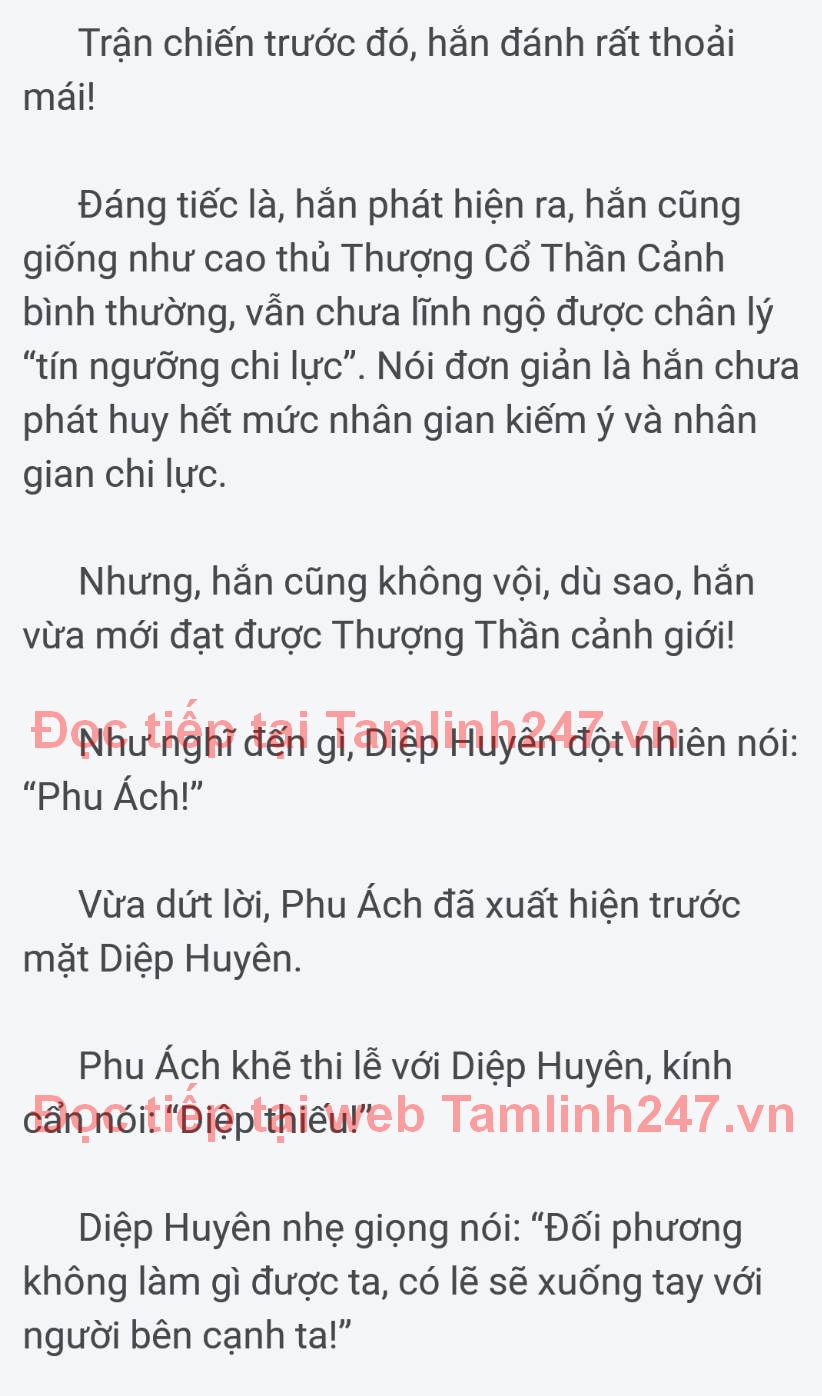 Trận chiến trước đó, hắn đánh rất thoải
mái!
Đáng tiếc là, hắn phát hiện ra, hắn cũng
giống như cao thủ Thượng Cổ Thần Cảnh
bình thường, vẫn chưa lĩnh ngộ được chân lý
“tín ngưỡng chi lực”. Nói đơn giản là hắn chưa
phát huy hết mức nhân gian kiếm ý và nhân
gian chi lực.
Nhưng, hắn cũng không vội, dù sao, hắn
vừa mới đạt được Thượng Thần cảnh giới!
Đọc tiếp tại Tamlinh247.vn
Như nghĩ đến gì, Diệp Huyên đột nhiên nói:
“Phu Ách!”
Vừa dứt lời, Phu Ách đã xuất hiện trước
mặt Diệp Huyên.
Phu Ách khẽ thi lễ với Diệp Huyên, kính
cẩn nói: “Diệp thiếu!”
Đọc tiếp tại web Tamlinh247.vn
Diệp Huyên nhẹ giọng nói: “Đối phương
không làm gì được ta, có lẽ sẽ xuống tay với
người bên cạnh ta!”